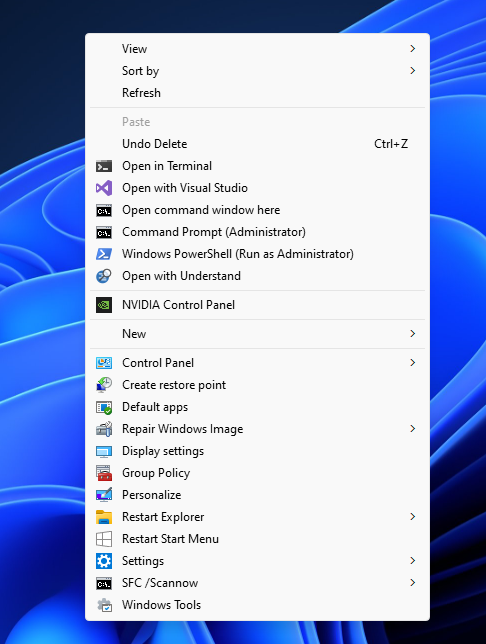 View
Sort by
Refresh
Paste
Undo Delete Ctrl+Z
Open in Terminal
Open with Visual Studio
Open command window here
Command Prompt (Administrator)
Windows PowerShell (Run as Administrator)
Open with Understand
NVIDIA Control Panel
New
Control Panel
Create restore point
Default apps
Repair Windows Image
Display settings
Group Policy
Personalize
Restart Explorer
Restart Start Menu
Settings
SFC /Scannow
Windows Tools